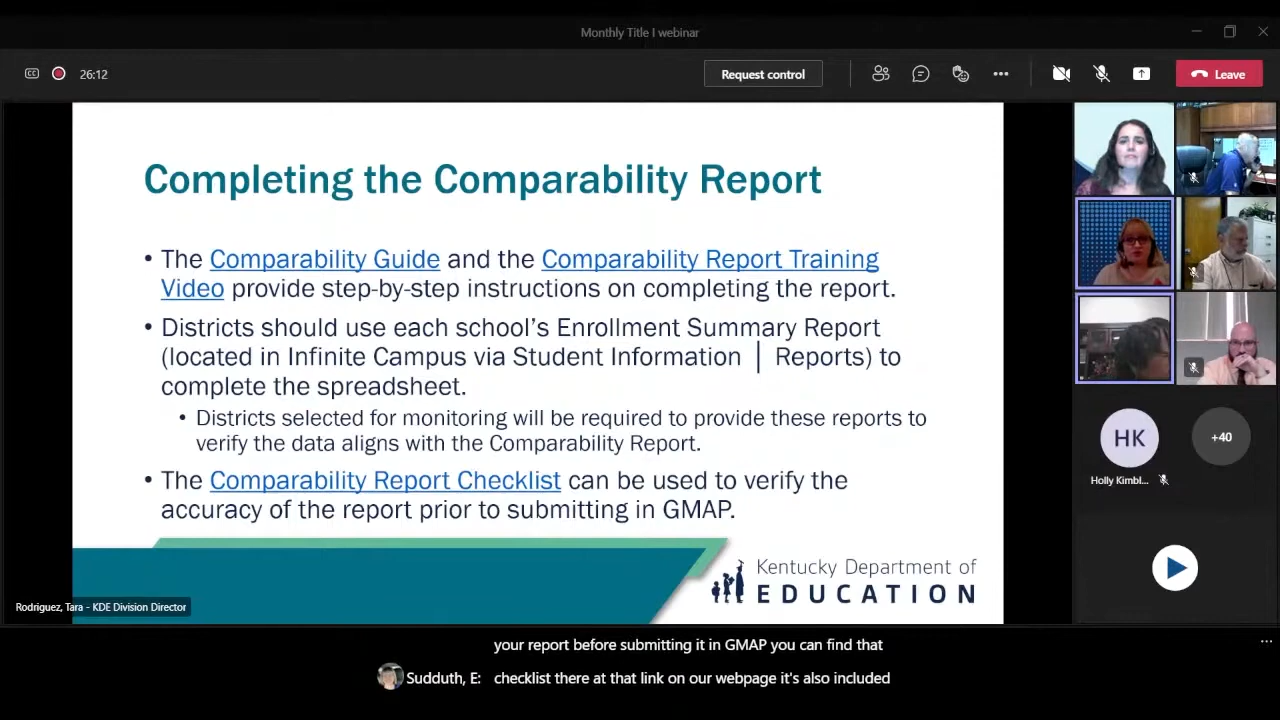 Monthly Title I webinar
CC
26:12
Request control
Leave
Completing the Comparability Report
• The Comparability Guide and the Comparability Report Training
Video provide step-by-step instructions on completing the report.
• Districts should use each school’s Enrollment Summary Report
(located in Infinite Campus via Student Information │ Reports) to
complete the spreadsheet.
• Districts selected for monitoring will be required to provide these reports to
verify the data aligns with the Comparability Report.
• The Comparability Report Checklist can be used to verify the
accuracy of the report prior to submitting in GMAP.
Kentucky Department of
EDUCATION
HK
+40
Holly Kimbl...
Rodriguez, Tara - KDE Division Director
your report before submitting it in GMAP you can find that
Sudduth, E: checklist there at that link on our webpage it's also included